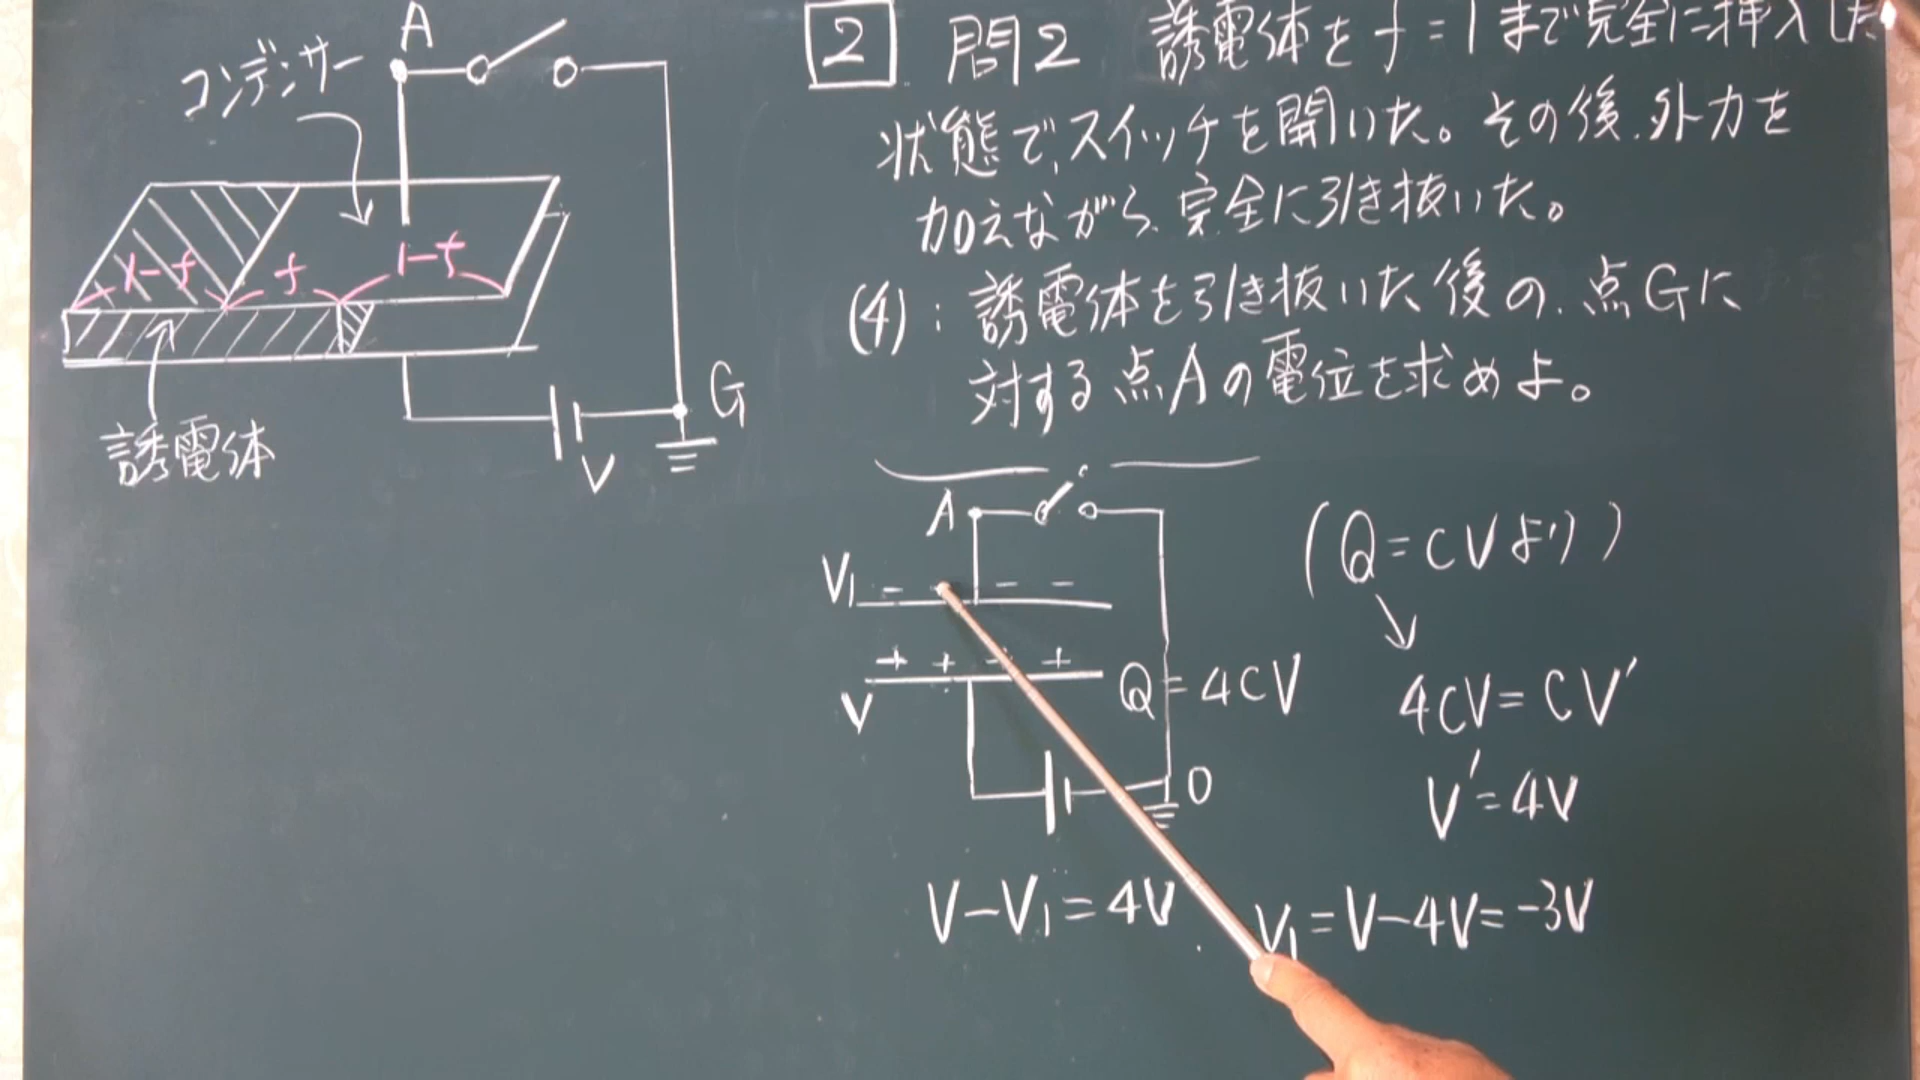 コンデンサー
A
1-f
f
1-f
誘電体
V
G
2 問2 誘電体をf=1まで完全に挿入した
状態で、スイッチを開いた。その後、外力を
加えながら、完全に引き抜いた。
(4):誘電体を引き抜いた後の、点Gに
対する点Aの電位を求めよ。
A
V₁ - - - -
+ + - +
V
Q=4CV
0
(Q=CVより)
4CV=CV'
V'=4V
V-V₁=4V
V₁=V-4V=-3V